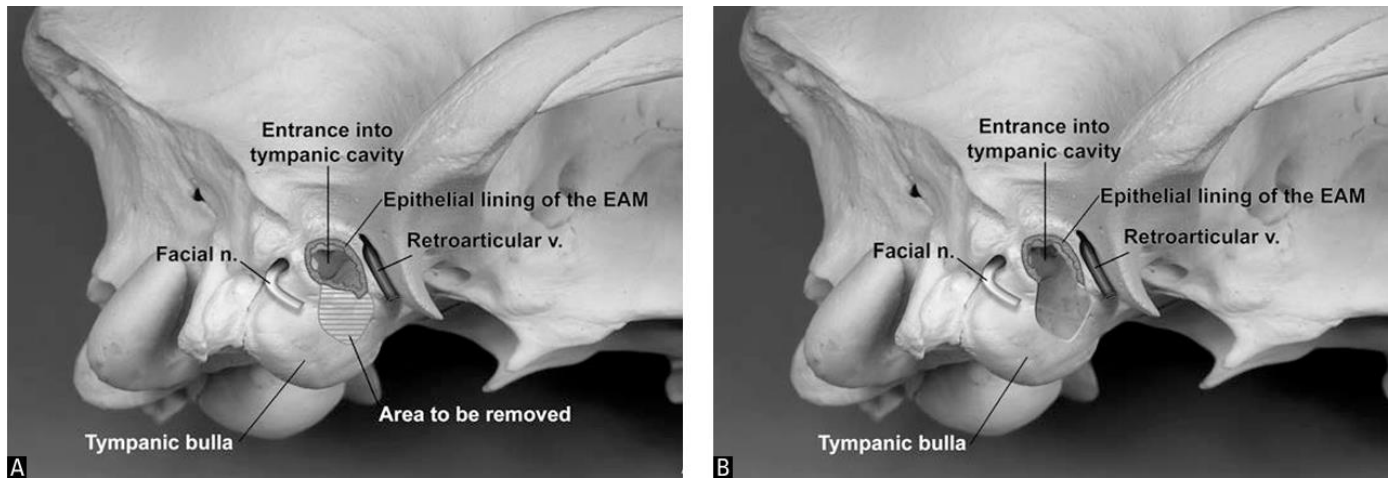 Entrance into
tympanic cavity
Epithelial lining of the EAM
Retroarticular v.
Facial n.
Area to be removed
Tympanic bulla
A
Entrance into
tympanic cavity
Epithelial lining of the EAM
Retroarticular v.
Facial n.
Tympanic bulla
B